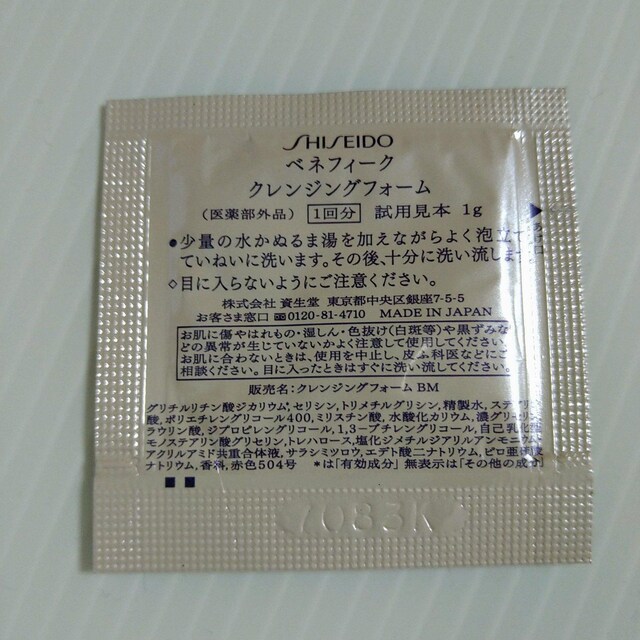 SHISEIDO
ベネフィーク
クレンジングフォーム
(医薬部外品) 1回分 試用見本 1g
●少量の水かぬるま湯を加えながらよく泡立て
ていねいに洗います。その後、十分に洗い流しま
◇目に入らないようにご注意ください。
株式会社 資生堂 東京都中央区銀座7-5-5
お客さま窓口 0120-81-4710 MADE IN JAPAN
お肌に傷やはれもの・湿しん・色抜け(白斑等)や黒ずみな
どの異常が生じていないかよく注意して使用してください。
お肌に合わないときは、使用を中止し、皮ふ科医などにご
相談ください。目に入ったときはすぐに洗い流してください。
販売名:クレンジングフォーム BM
グリチルリチン酸ジカリウム*, セリシン, トリメチルグリシン, 精製水, ステアリン
酸, ポリエチレングリコール400, ミリスチン酸, 水酸化カリウム, 濃グリセリン
ラウリン酸, ジプロピレングリコール, 1,3-ブチレングリコール, 自己乳化型
モノステアリン酸グリセリン, トレハロース, 塩化ジメチルジアリルアンモニウム
アクリルアミド共重合体液, サラシミツロウ, エデト酸二ナトリウム, ピロ亜硫酸
ナトリウム, 香料, 赤色504号 *は「有効成分」無表示は「その他の成分」
7083K